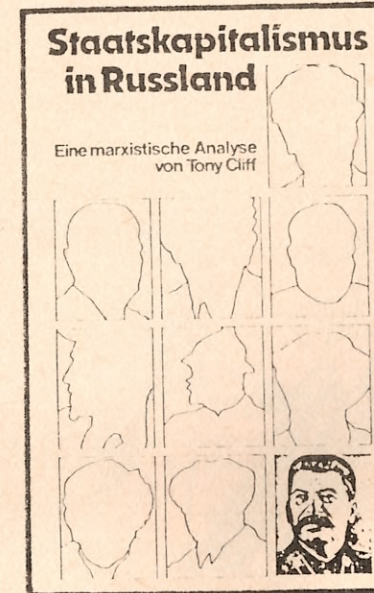 Staatskapitalismus
in Russland
Eine marxistische Analyse
von Tony Cliff